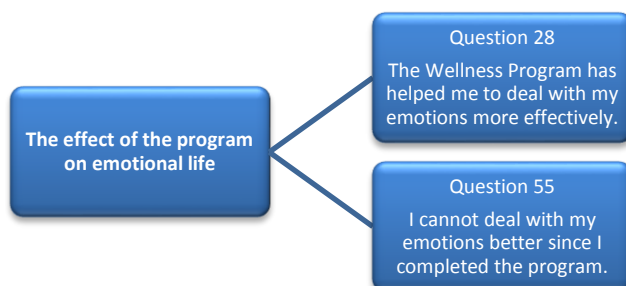 The effect of the program
on emotional life
Question 28
The Wellness Program has
helped me to deal with my
emotions more effectively.
Question 55
I cannot deal with my
emotions better since I
completed the program.